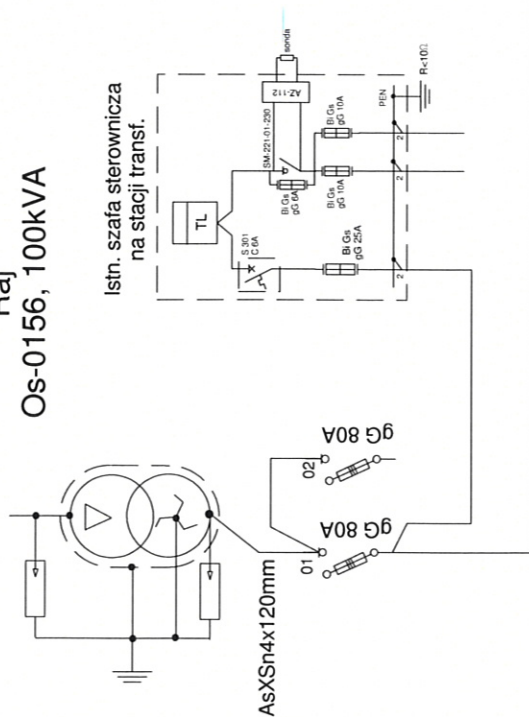 Raj
Os-0156, 100kVA
Istn. szafa sterownicza
na stacji transf.
TL
S 301
C 6A
SM-221-01-230
AZ-112
sonda
Bi Gs
gG 6A
Bi Gs
gG 10A
Bi Gs
gG 10A
Bi Gs
gG 25A
PEN
R<10Ω
2
2
2
AsXSn4x120mm
01
gG 80A
02
gG 80A